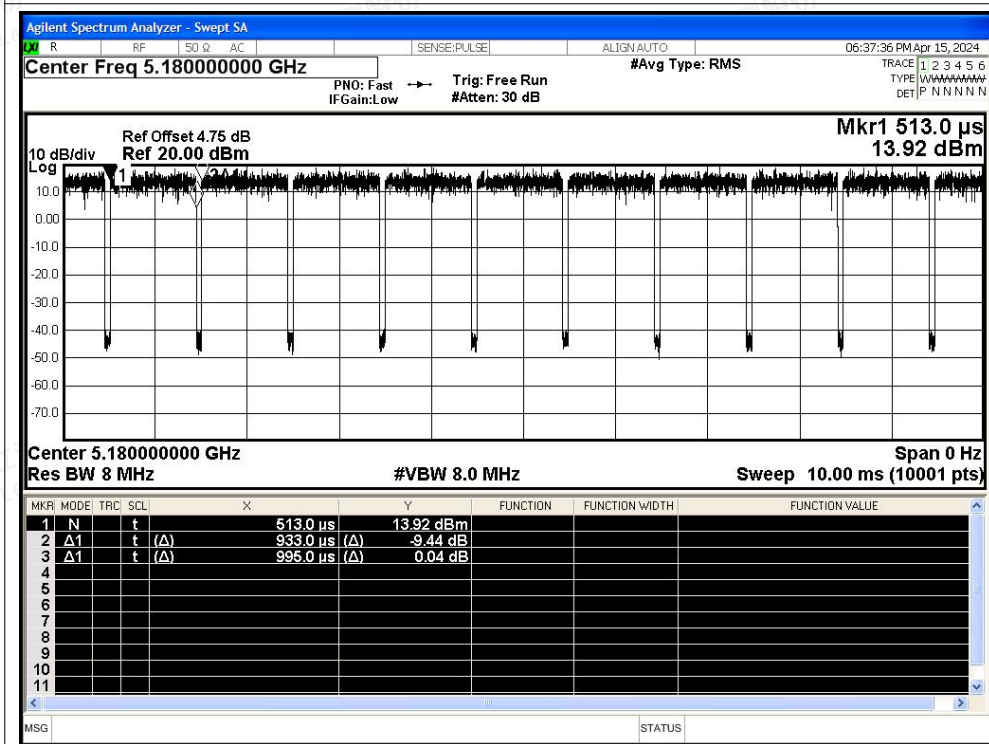 Agilent Spectrum Analyzer - Swept SA
LXI R RF 50 Ω AC SENSE:PULSE ALIGN AUTO 06:37:36 PM Apr 15, 2024
Center Freq 5.180000000 GHz
PNO: Fast
IFGain:Low
Trig: Free Run
#Atten: 30 dB
#Avg Type: RMS
TRACE 1 2 3 4 5 6
TYPE WWWWWW
DET P N N N N N
Mkr1 513.0 µs
13.92 dBm
Ref Offset 4.75 dB
10 dB/div Ref 20.00 dBm
Log
1
10.0
0.00
-10.0
-20.0
-30.0
-40.0
-50.0
-60.0
-70.0
Center 5.180000000 GHz Span 0 Hz
Res BW 8 MHz #VBW 8.0 MHz Sweep 10.00 ms (10001 pts)
MKR MODE TRC SCL X Y FUNCTION FUNCTION WIDTH FUNCTION VALUE
1 N t 513.0 µs 13.92 dBm
2 Δ1 t (Δ) 933.0 µs (Δ) -9.44 dB
3 Δ1 t (Δ) 995.0 µs (Δ) 0.04 dB
4
5
6
7
8
9
10
11
MSG STATUS